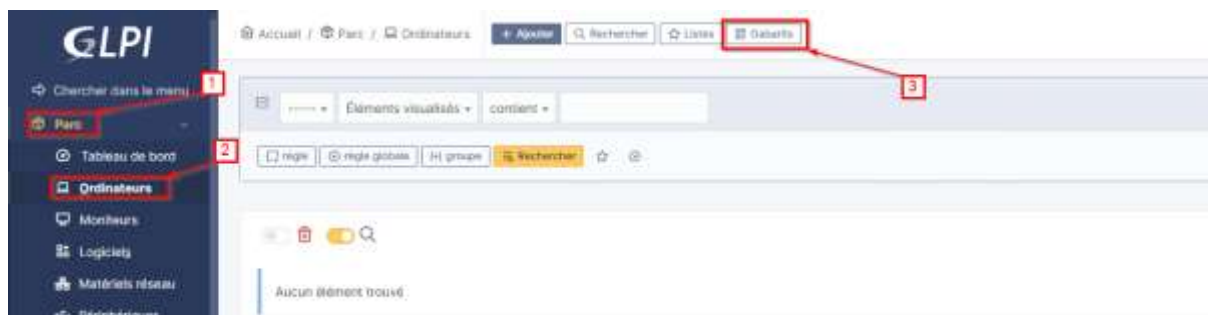 GLPI
Accueil / Parc / Ordinateurs + Ajouter Rechercher Listes Gabarits
Chercher dans le menu
1
3
Parc
------ Éléments visualisés contient
Tableau de bord
2
règle règle globale groupe Rechercher
Ordinateurs
Moniteurs
Logiciels
Matériels réseau
Aucun élément trouvé
Périphériques